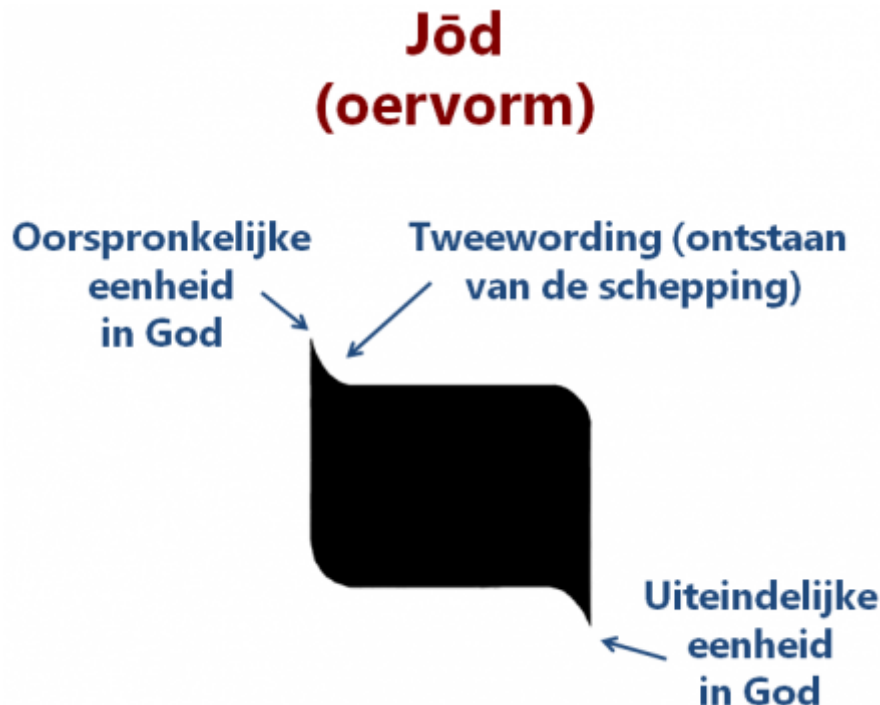 Jōd
(oervorm)
Oorspronkelijke
eenheid
in God
Tweewording (ontstaan
van de schepping)
Uiteindelijke
eenheid
in God